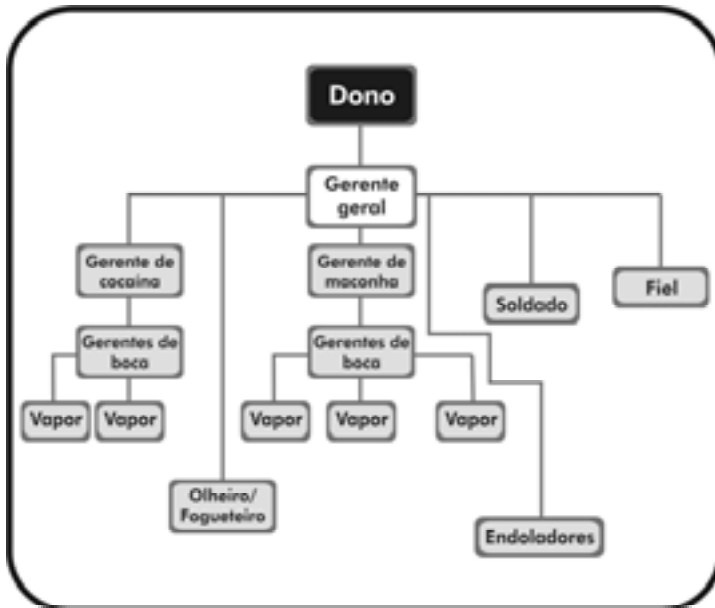 Dono
Gerente
geral
Gerente de
cocaína
Gerente de
maconha
Soldado
Fiel
Gerentes de
boca
Gerentes de
boca
Vapor
Vapor
Vapor
Vapor
Vapor
Olheiro/
Fogueteiro
Endoladores